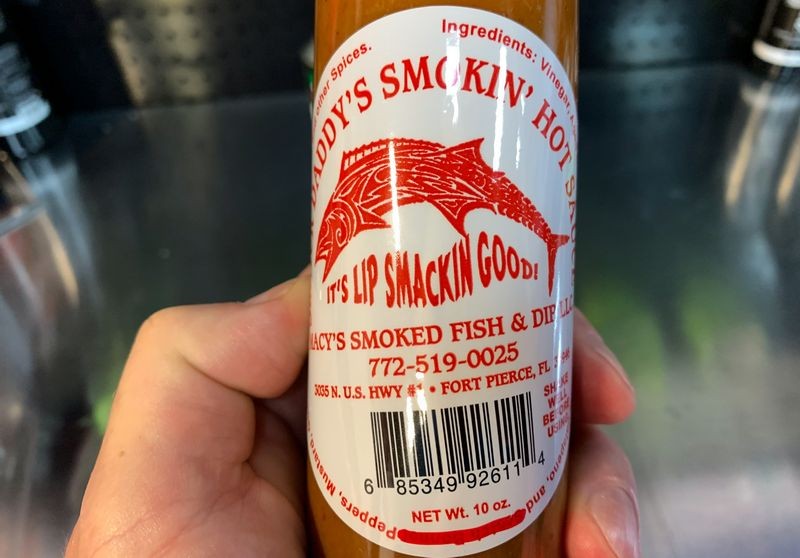 Ingredients: Vinegar,
other Spices.
DADDY'S SMOKIN' HOT SAUCE
IT'S LIP SMACKIN GOOD!
MACY'S SMOKED FISH & DIP LLC
772-519-0025
3035 N. U.S. HWY #1 • FORT PIERCE, FL
SHAKE
WELL
BEFORE
USING
6 85349 92611 4
NET Wt. 10 oz.
Peppers, Mustard,
and